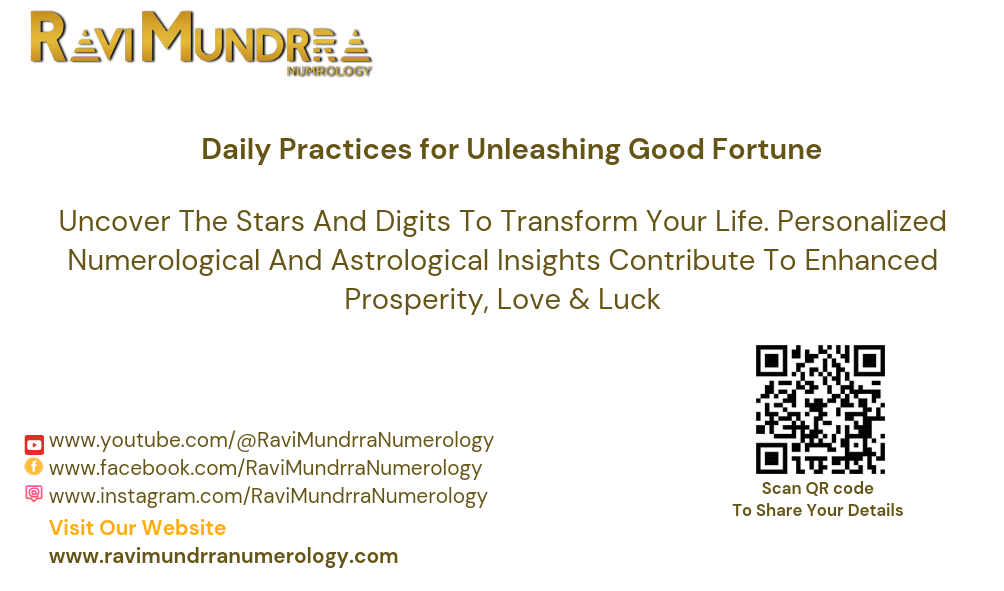 RAVI MUNDRRA
NUMROLOGY
Daily Practices for Unleashing Good Fortune
Uncover The Stars And Digits To Transform Your Life. Personalized
Numerological And Astrological Insights Contribute To Enhanced
Prosperity, Love & Luck
www.youtube.com/@RaviMundrraNumerology
www.facebook.com/RaviMundrraNumerology
www.instagram.com/RaviMundrraNumerology
Visit Our Website
www.ravimundrranumerology.com
Scan QR code
To Share Your Details